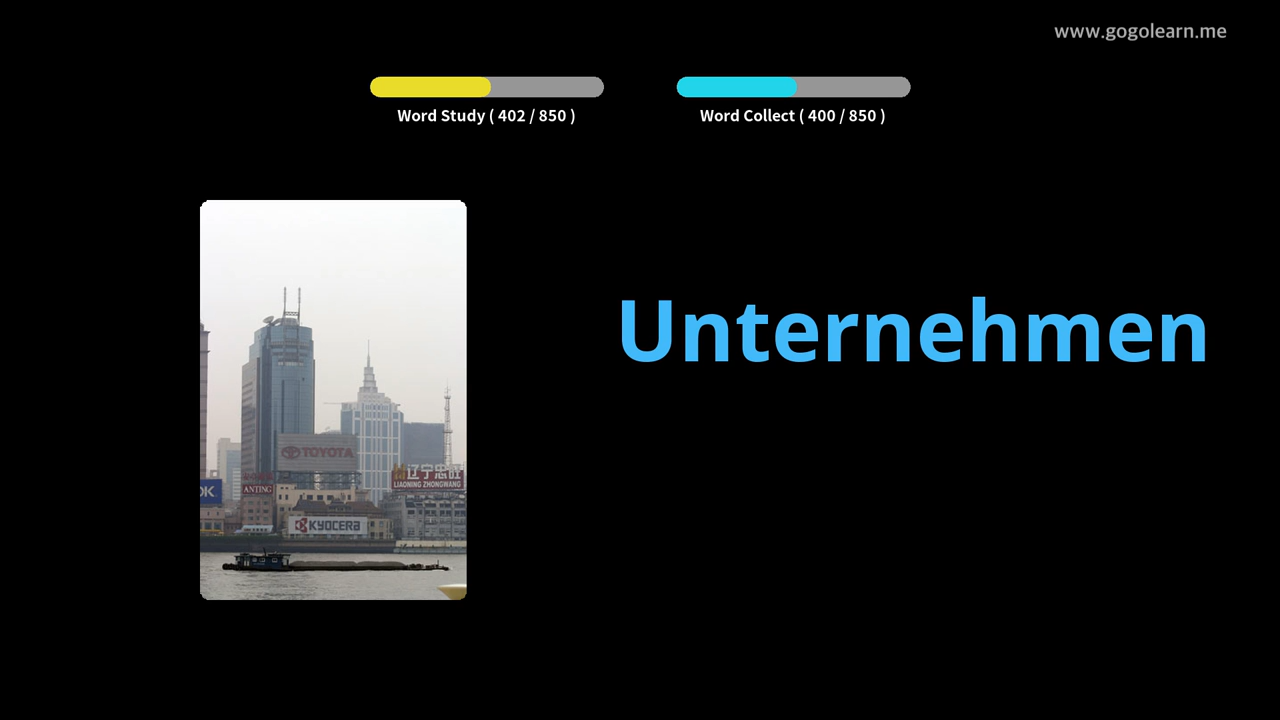 www.gogolearn.me
Word Study ( 402 / 850 )
Word Collect ( 400 / 850 )
Unternehmen
TOYOTA
辽宁忠旺
LIAONING ZHONGWANG
OK
ANTING
KYOCERA